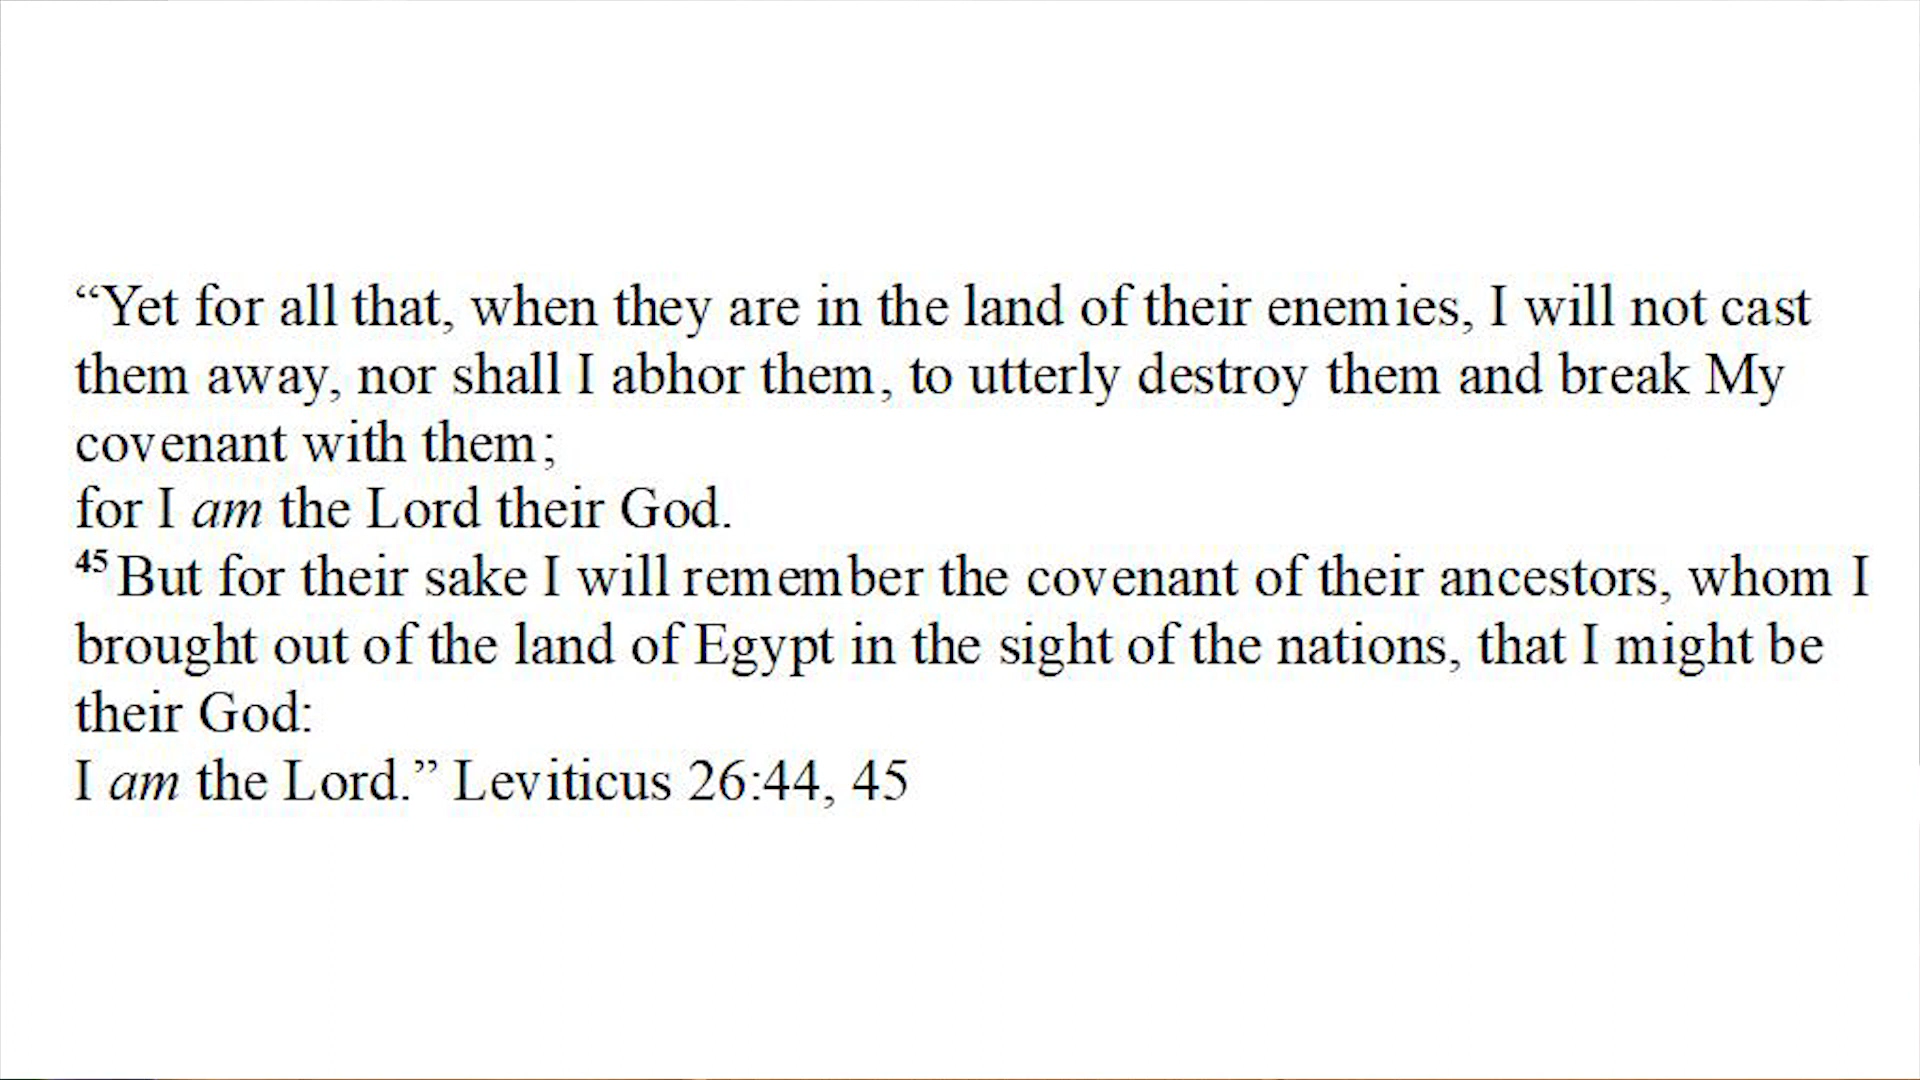 “Yet for all that, when they are in the land of their enemies, I will not cast
them away, nor shall I abhor them, to utterly destroy them and break My
covenant with them;
for I am the Lord their God.
45 But for their sake I will remember the covenant of their ancestors, whom I
brought out of the land of Egypt in the sight of the nations, that I might be
their God:
I am the Lord.” Leviticus 26:44, 45